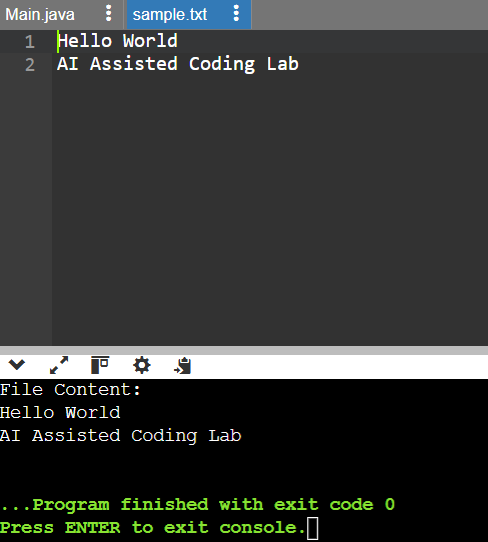 Main.java sample.txt
1 Hello World
2 AI Assisted Coding Lab
File Content:
Hello World
AI Assisted Coding Lab
...Program finished with exit code 0
Press ENTER to exit console.